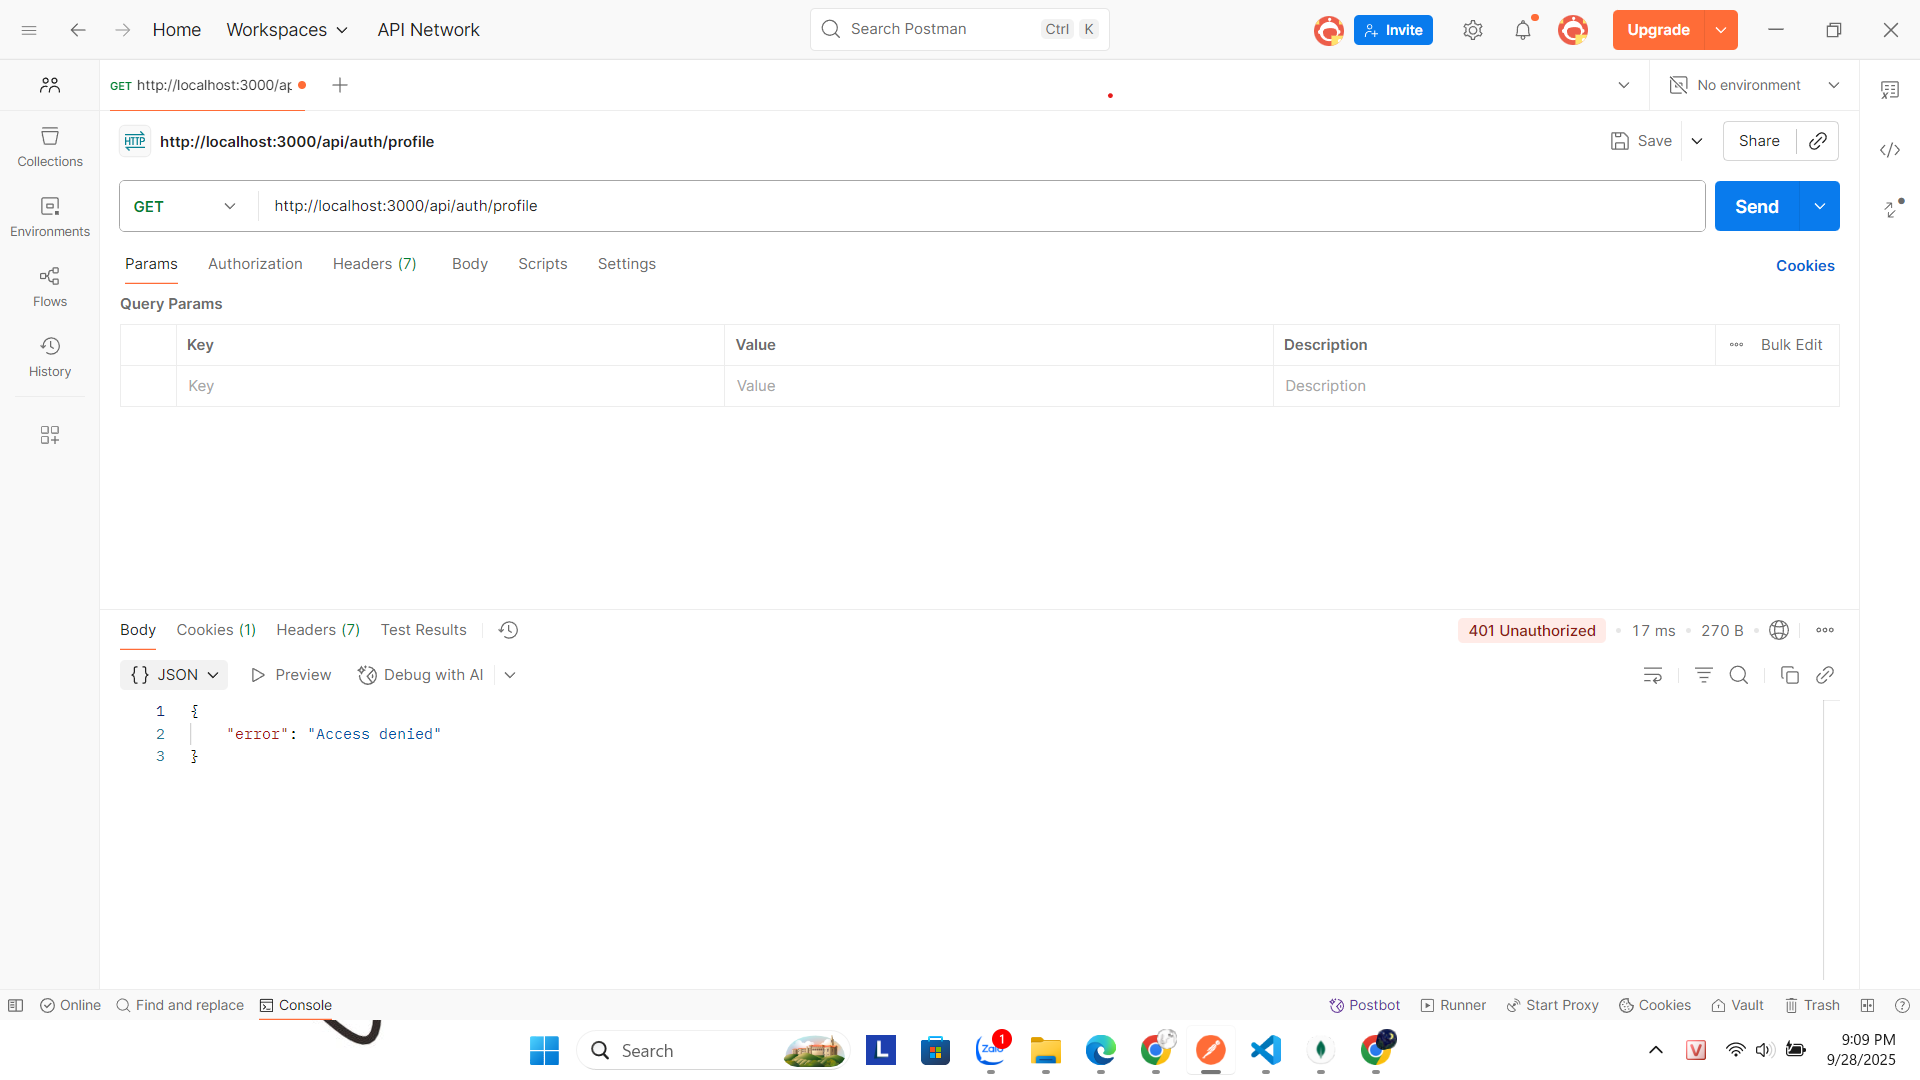 Home
Workspaces
API Network
Search Postman
Ctrl
K
Invite
Upgrade
GET http://localhost:3000/ap
No environment
HTTP
http://localhost:3000/api/auth/profile
Save
Share
GET
http://localhost:3000/api/auth/profile
Send
Params
Authorization
Headers (7)
Body
Scripts
Settings
Cookies
Collections
Environments
Flows
History
Query Params
Key
Value
Description
Bulk Edit
Key
Value
Description
Body
Cookies (1)
Headers (7)
Test Results
401 Unauthorized
17 ms
270 B
{ } JSON
Preview
Debug with AI
1 {
2 "error": "Access denied"
3 }
Online
Find and replace
Console
Postbot
Runner
Start Proxy
Cookies
Vault
Trash
Search
L
Zalo
1
V
9:09 PM
9/28/2025